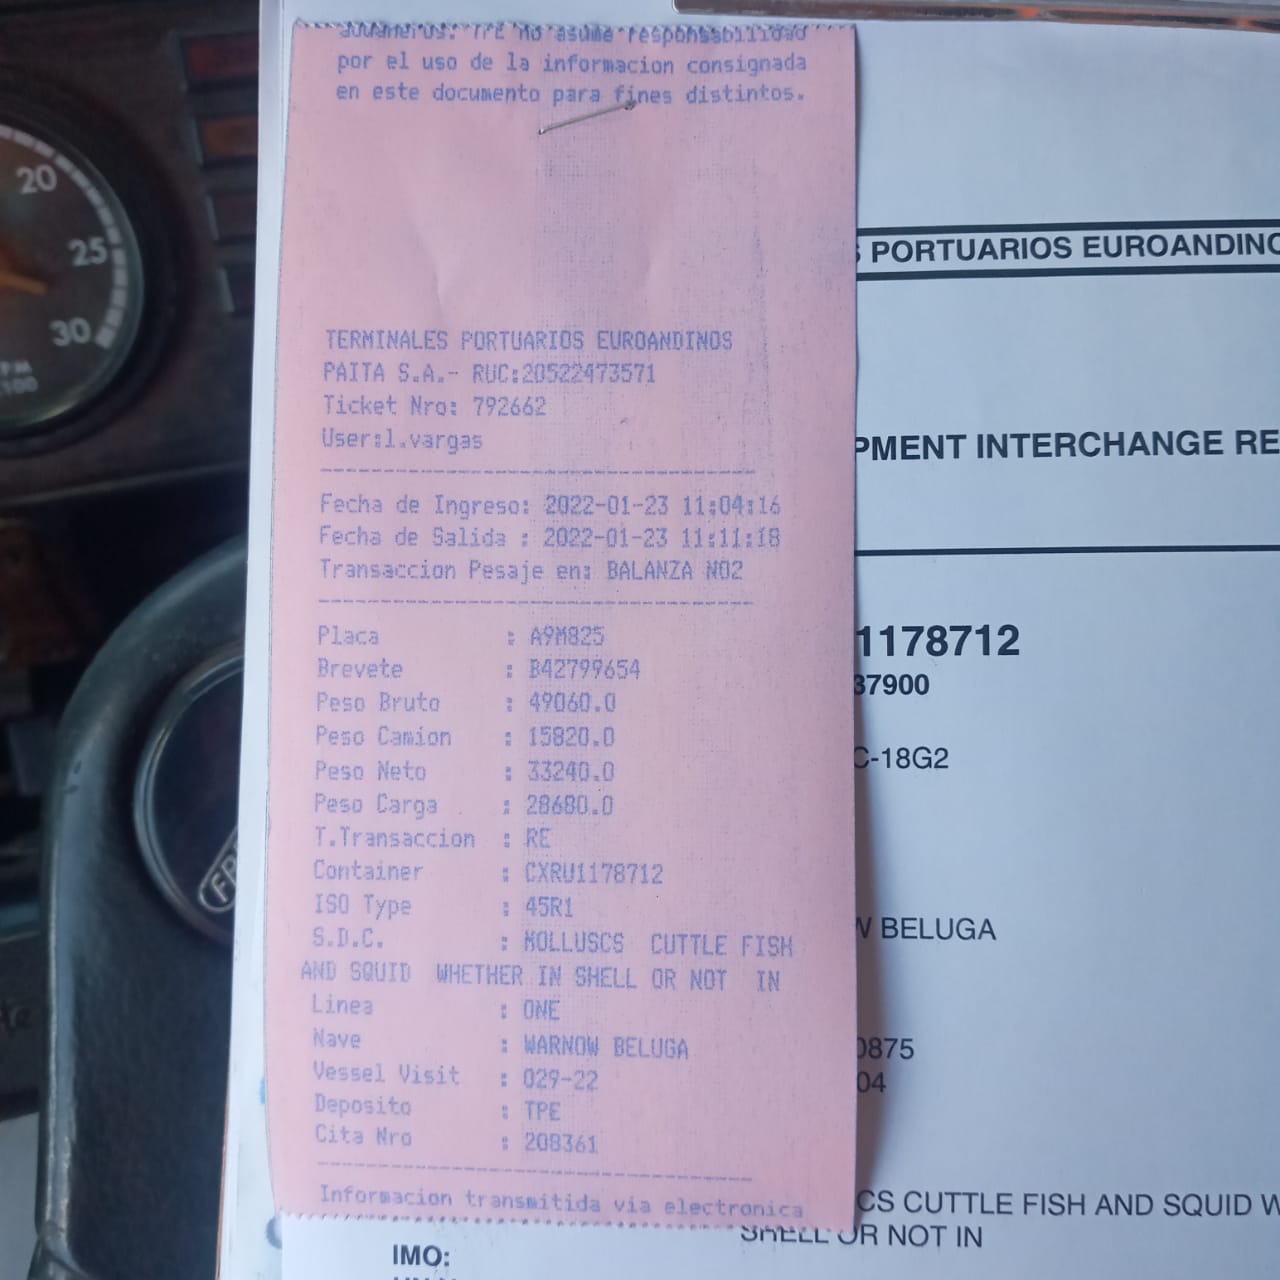 20
25
30
documentos. TPE no asume responsabilidad
por el uso de la informacion consignada
en este documento para fines distintos.
TERMINALES PORTUARIOS EUROANDINOS
PAITA S.A.- RUC:20522473571
Ticket Nro: 792662
User:l.vargas
Fecha de Ingreso: 2022-01-23 11:04:16
Fecha de Salida : 2022-01-23 11:11:18
Transaccion Pesaje en: BALANZA NO2
Placa : A9M825
Brevete : B42799654
Peso Bruto : 49060.0
Peso Camion : 15820.0
Peso Neto : 33240.0
Peso Carga : 28680.0
T.Transaccion : RE
Container : CXRU1178712
ISO Type : 45R1
S.D.C. : MOLLUSCS CUTTLE FISH
AND SQUID WHETHER IN SHELL OR NOT IN
Linea : ONE
Nave : WARNOW BELUGA
Vessel Visit : 029-22
Deposito : TPE
Cita Nro : 208361
Informacion transmitida via electronica
PORTUARIOS EUROANDINO
PMENT INTERCHANGE RE
1178712
37900
C-18G2
W BELUGA
0875
04
CS CUTTLE FISH AND SQUID W
SHELL OR NOT IN
IMO: